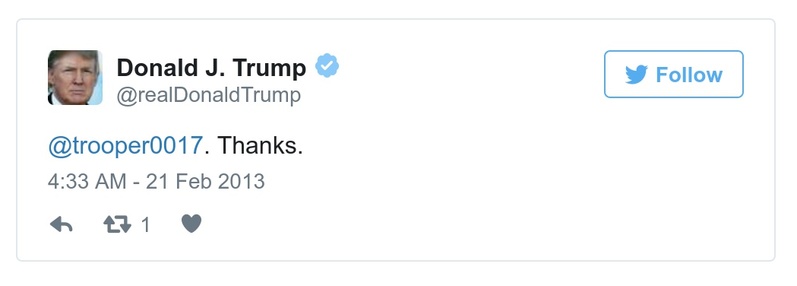 Donald J. Trump
@realDonaldTrump
Follow
@trooper0017. Thanks.
4:33 AM - 21 Feb 2013
1